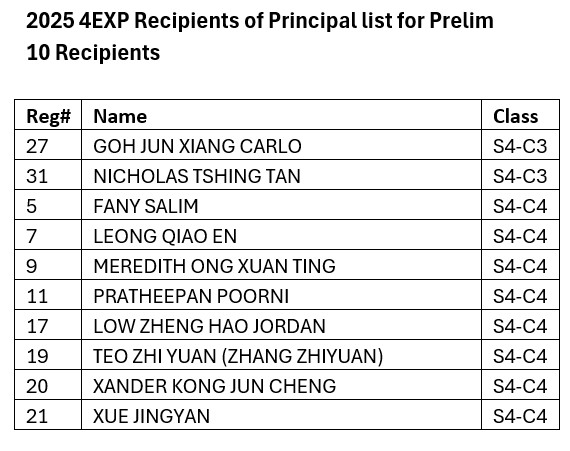 2025 4EXP Recipients of Principal list for Prelim
10 Recipients
Reg# Name Class
27 GOH JUN XIANG CARLO S4-C3
31 NICHOLAS TSHING TAN S4-C3
5 FANY SALIM S4-C4
7 LEONG QIAO EN S4-C4
9 MEREDITH ONG XUAN TING S4-C4
11 PRATHEEPAN POORNI S4-C4
17 LOW ZHENG HAO JORDAN S4-C4
19 TEO ZHI YUAN (ZHANG ZHIYUAN) S4-C4
20 XANDER KONG JUN CHENG S4-C4
21 XUE JINGYAN S4-C4